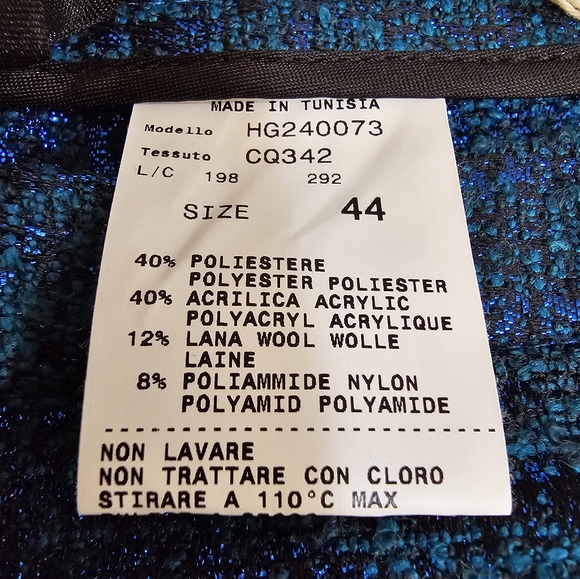 MADE IN TUNISIA
Modello HG240073
Tessuto CQ342
L/C 198 292
SIZE 44
40% POLIESTERE
POLYESTER POLIESTER
40% ACRILICA ACRYLIC
POLYACRYL ACRYLIQUE
12% LANA WOOL WOLLE
LAINE
8% POLIAMMIDE NYLON
POLYAMID POLYAMIDE
NON LAVARE
NON TRATTARE CON CLORO
STIRARE A 110°C MAX